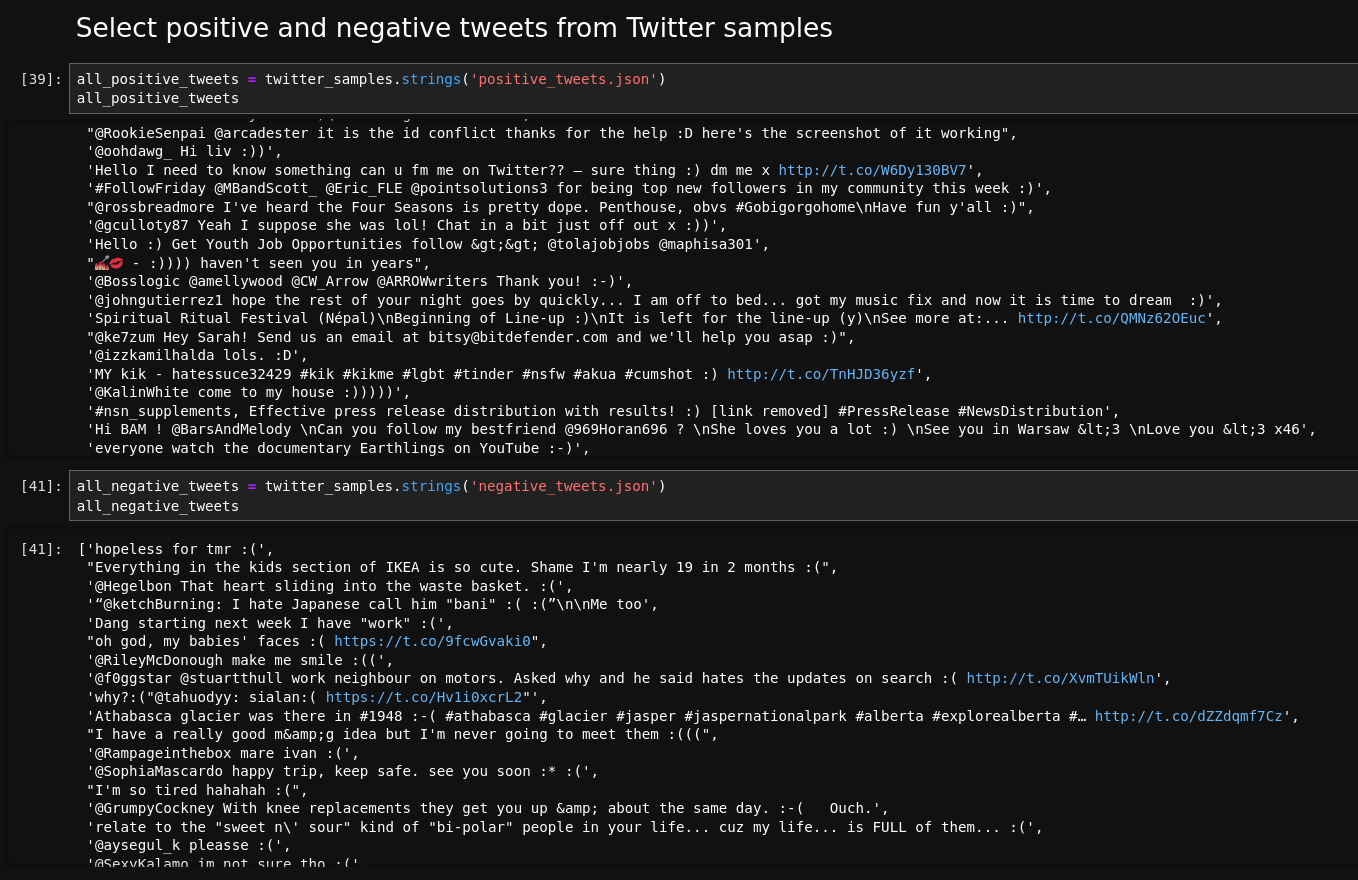 Select positive and negative tweets from Twitter samples
[39]: all_positive_tweets = twitter_samples.strings('positive_tweets.json')
all_positive_tweets
"@RookieSenpai @arcadester it is the id conflict thanks for the help :D here's the screenshot of it working",
'@oohdawg_ Hi liv :))',
'Hello I need to know something can u fm me on Twitter?? — sure thing :) dm me x http://t.co/W6Dy130BV7',
'#FollowFriday @MBandScott_ @Eric_FLE @pointsolutions3 for being top new followers in my community this week :)',
"@rossbreadmore I've heard the Four Seasons is pretty dope. Penthouse, obvs #Gobigorgohome\nHave fun y'all :)",
'@gculloty87 Yeah I suppose she was lol! Chat in a bit just off out x :))',
'Hello :) Get Youth Job Opportunities follow &gt;&gt; @tolajobjobs @maphisa301',
"💅💋 - :)))) haven't seen you in years",
'@Bosslogic @amellywood @CW_Arrow @ARROWwriters Thank you! :-)',
'@johngutierrez1 hope the rest of your night goes by quickly... I am off to bed... got my music fix and now it is time to dream  :)',
'Spiritual Ritual Festival (Népal)\nBeginning of Line-up :)\nIt is left for the line-up (y)\nSee more at:... http://t.co/QMNz62OEuc',
"@ke7zum Hey Sarah! Send us an email at bitsy@bitdefender.com and we'll help you asap :)",
'@izzkamilhalda lols. :D',
'MY kik - hatessuce32429 #kik #kikme #lgbt #tinder #nsfw #akua #cumshot :) http://t.co/TnHJD36yzf',
'@KalinWhite come to my house :)))))',
'#nsn_supplements, Effective press release distribution with results! :) [link removed] #PressRelease #NewsDistribution',
'Hi BAM ! @BarsAndMelody \nCan you follow my bestfriend @969Horan696 ? \nShe loves you a lot :) \nSee you in Warsaw &lt;3 \nLove you &lt;3 x46',
'everyone watch the documentary Earthlings on YouTube :-)',
[41]: all_negative_tweets = twitter_samples.strings('negative_tweets.json')
all_negative_tweets
[41]: ['hopeless for tmr :(',
"Everything in the kids section of IKEA is so cute. Shame I'm nearly 19 in 2 months :(",
'@Hegelbon That heart sliding into the waste basket. :(',
'“@ketchBurning: I hate Japanese call him "bani" :( :(”\n\nMe too',
'Dang starting next week I have "work" :(',
"oh god, my babies' faces :( https://t.co/9fcwGvaki0",
'@RileyMcDonough make me smile :((',
'@f0ggstar @stuartthull work neighbour on motors. Asked why and he said hates the updates on search :( http://t.co/XvmTUikWln',
'why?:("@tahuodyy: sialan:( https://t.co/Hv1i0xcrL2"',
'Athabasca glacier was there in #1948 :-( #athabasca #glacier #jasper #jaspernationalpark #alberta #explorealberta #… http://t.co/dZZdqmf7Cz',
"I have a really good m&amp;g idea but I'm never going to meet them :(((",
'@Rampageinthebox mare ivan :(',
'@SophiaMascardo happy trip, keep safe. see you soon :* :(',
"I'm so tired hahahah :(",
'@GrumpyCockney With knee replacements they get you up &amp; about the same day. :-(   Ouch.',
'relate to the "sweet n\' sour" kind of "bi-polar" people in your life... cuz my life... is FULL of them... :(',
'@aysegul_k pleasse :(',
'@SexyKalamo im not sure tho :(',